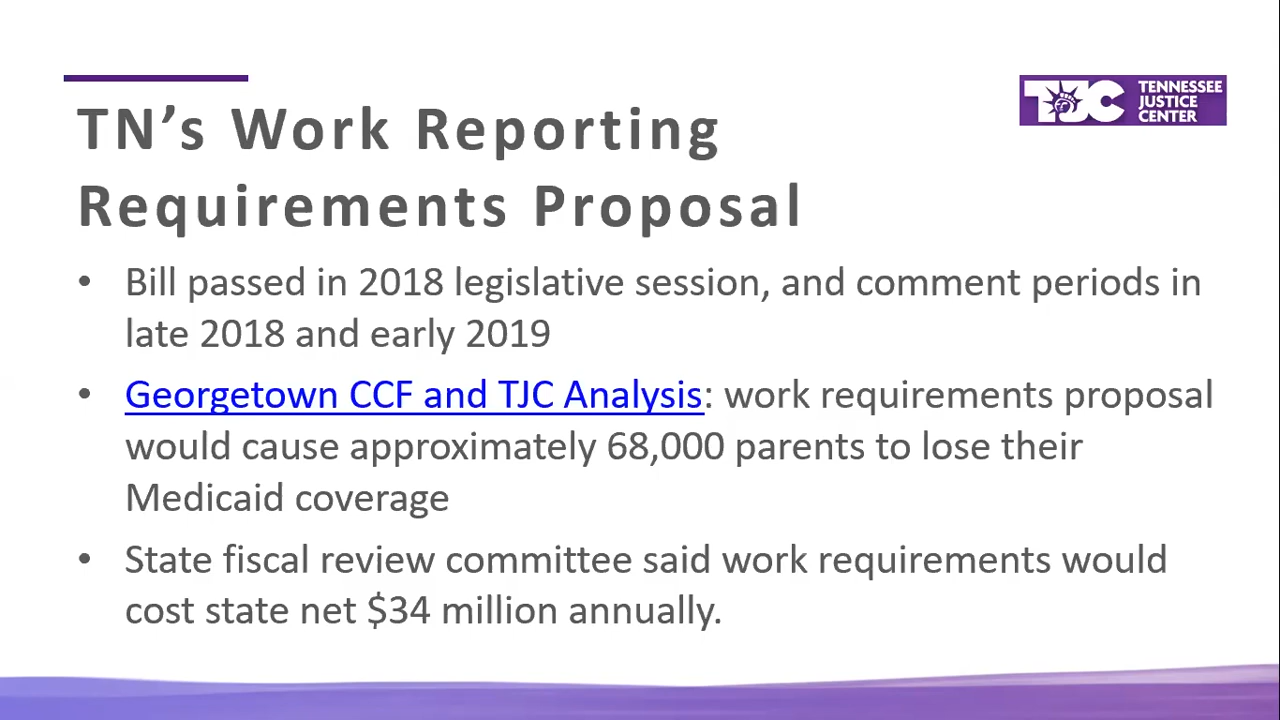 TN’s Work Reporting
Requirements Proposal
TJC TENNESSEE
JUSTICE
CENTER
• Bill passed in 2018 legislative session, and comment periods in
late 2018 and early 2019
• Georgetown CCF and TJC Analysis: work requirements proposal
would cause approximately 68,000 parents to lose their
Medicaid coverage
• State fiscal review committee said work requirements would
cost state net $34 million annually.